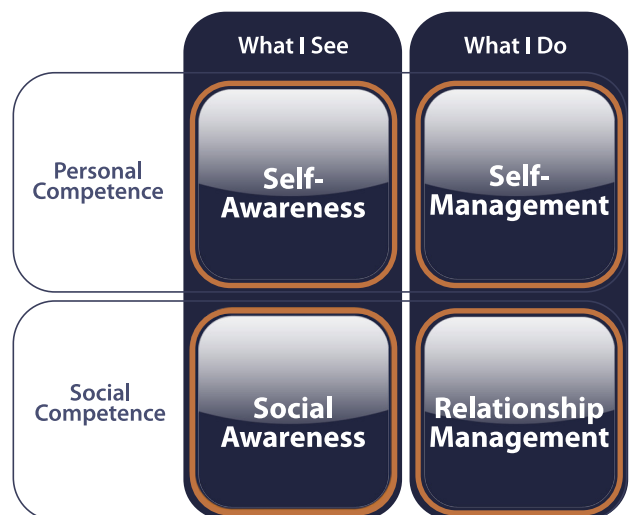 What I See
What I Do
Personal
Competence
Self-
Awareness
Self-
Management
Social
Competence
Social
Awareness
Relationship
Management